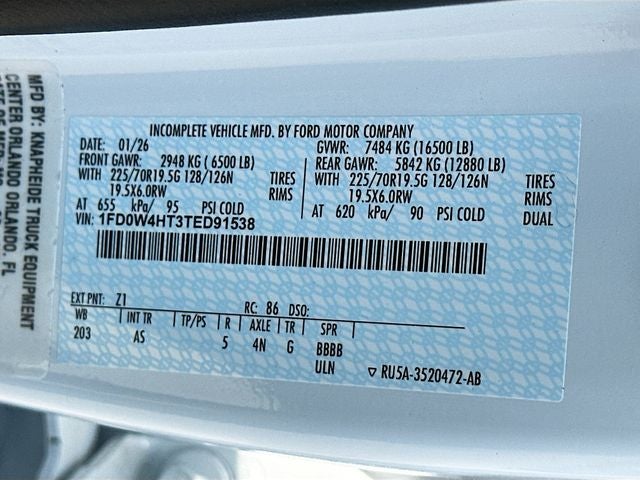 MFD BY: KNAPHEIDE TRUCK EQUIPMENT
CENTER ORLANDO ORLANDO, FL
INCOMPLETE VEHICLE MFD. BY FORD MOTOR COMPANY
DATE: 01/26 GVWR: 7484 KG (16500 LB)
FRONT GAWR: 2948 KG ( 6500 LB) REAR GAWR: 5842 KG (12880 LB)
WITH 225/70R19.5G 128/126N TIRES WITH 225/70R19.5G 128/126N TIRES
19.5X6.0RW RIMS 19.5X6.0RW RIMS
AT 655 kPa/ 95 PSI COLD AT 620 kPa/ 90 PSI COLD DUAL
VIN: 1FD0W4HT3TED91538
EXT PNT: Z1 RC: 86 DSO:
WB INT TR TP/PS R AXLE TR SPR
203 AS 5 4N G BBBB
ULN ▽ RU5A-3520472-AB